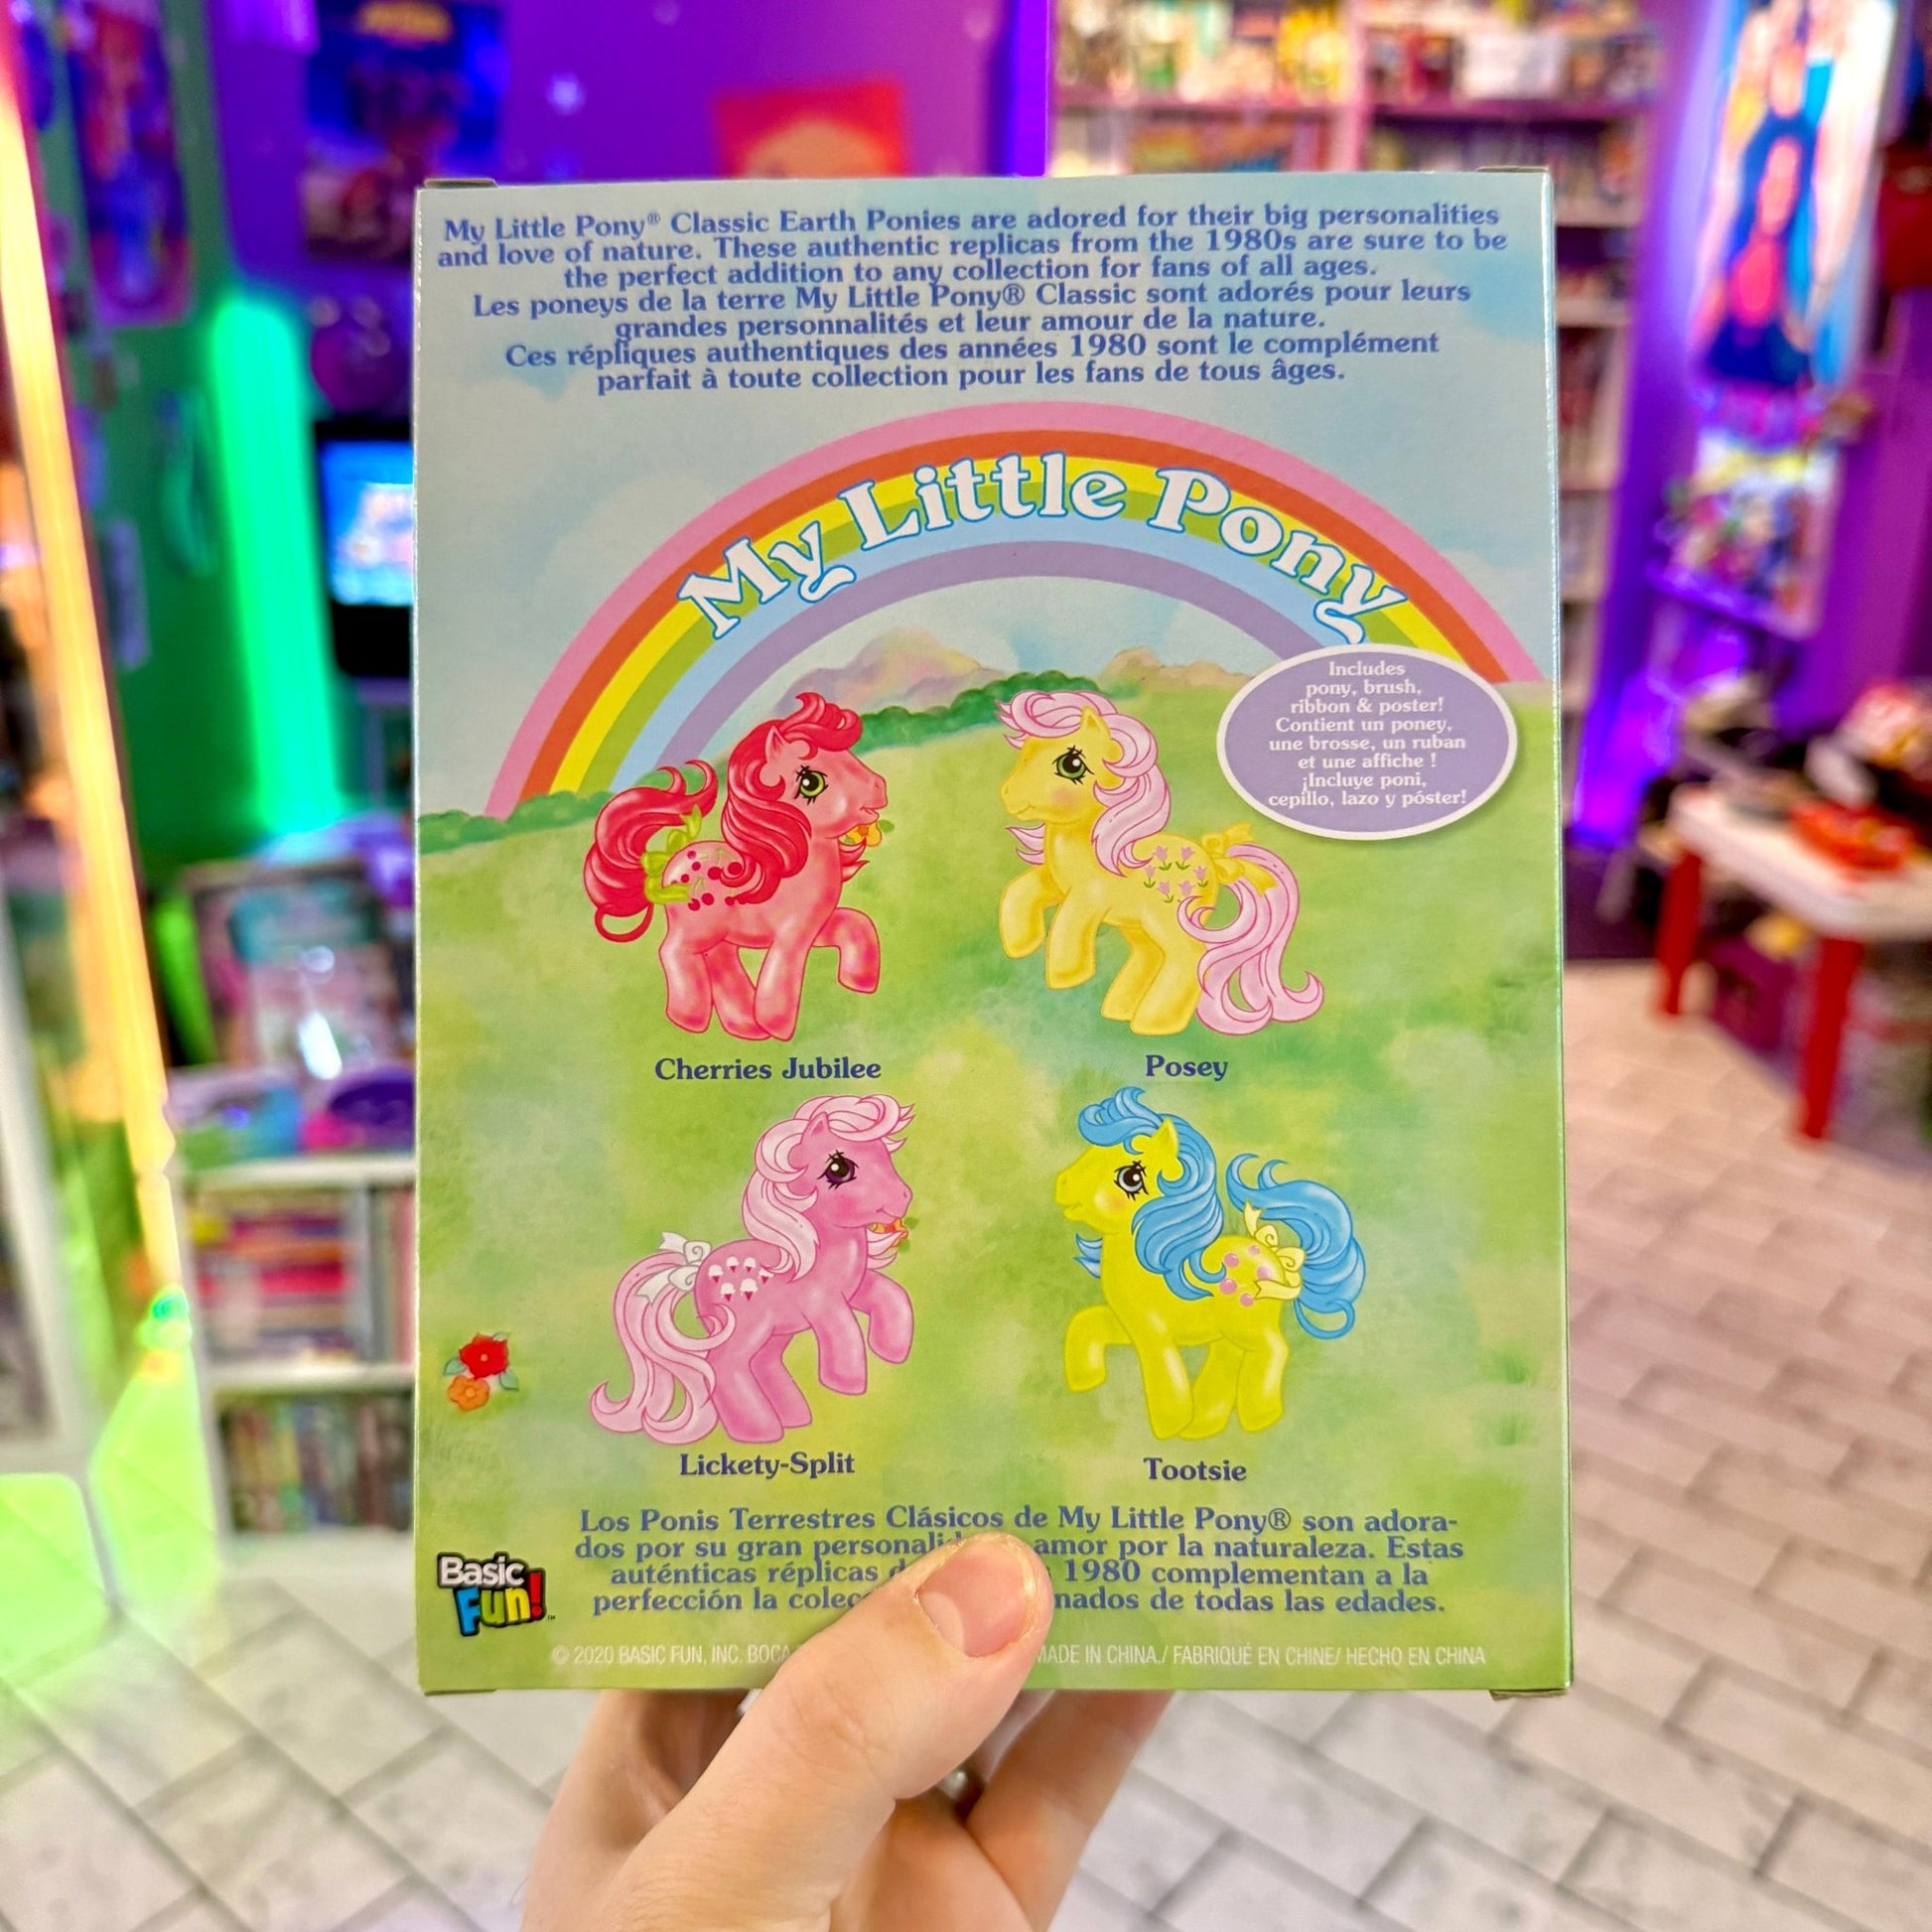 My Little Pony® Classic Earth Ponies are adored for their big personalities
and love of nature. These authentic replicas from the 1980s are sure to be
the perfect addition to any collection for fans of all ages.
Les poneys de la terre My Little Pony® Classic sont adorés pour leurs
grandes personnalités et leur amour de la nature.
Ces répliques authentiques des années 1980 sont le complément
parfait à toute collection pour les fans de tous âges.
My Little Pony
Includes
pony, brush,
ribbon & poster!
Contient un poney,
une brosse, un ruban
et une affiche !
¡Incluye poni,
cepillo, lazo y póster!
Cherries Jubilee
Posey
Lickety-Split
Tootsie
Los Ponis Terrestres Clásicos de My Little Pony® son adora-
dos por su gran amor por la naturaleza. Estas
auténticas réplicas 1980 complementan a la
perfección la de todas las edades.
Basic
Fun!™
© 2020 BASIC FUN, INC. MADE IN CHINA./ FABRIQUÉ EN CHINE/ HECHO EN CHINA